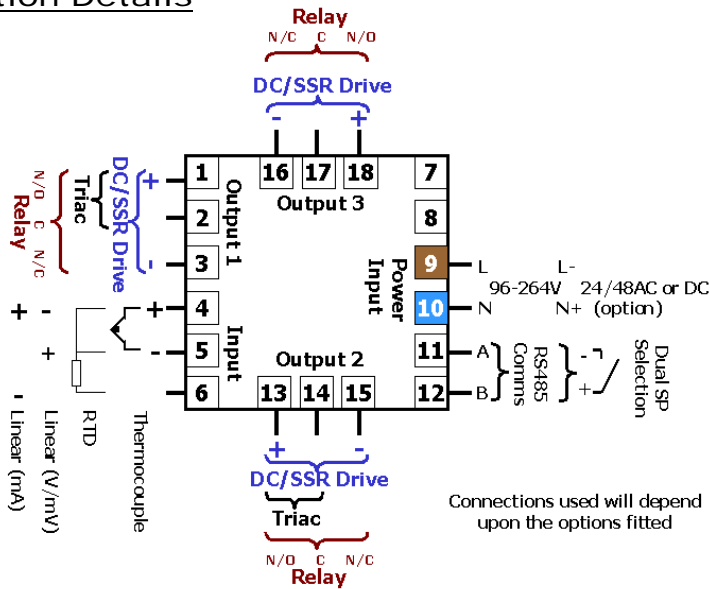 tion Details
Relay
N/C C N/O
DC/SSR Drive
- +
16 17 18
Output 3
Relay
N/O C N/C
Triac
DC/SSR Drive
+ -
1
2
3
Output 1
4
5
6
Input
+
-
+ -
Linear (mA)
- +
Linear (V/mV)
RTD
Thermocouple
7
8
9
10
Power
Input
L L-
96-264V 24/48AC or DC
N N+ (option)
11
12
A
B
RS485
Comms
-
+
Dual SP
Selection
Output 2
13 14 15
+ -
DC/SSR Drive
Triac
N/O C N/C
Relay
Connections used will depend
upon the options fitted